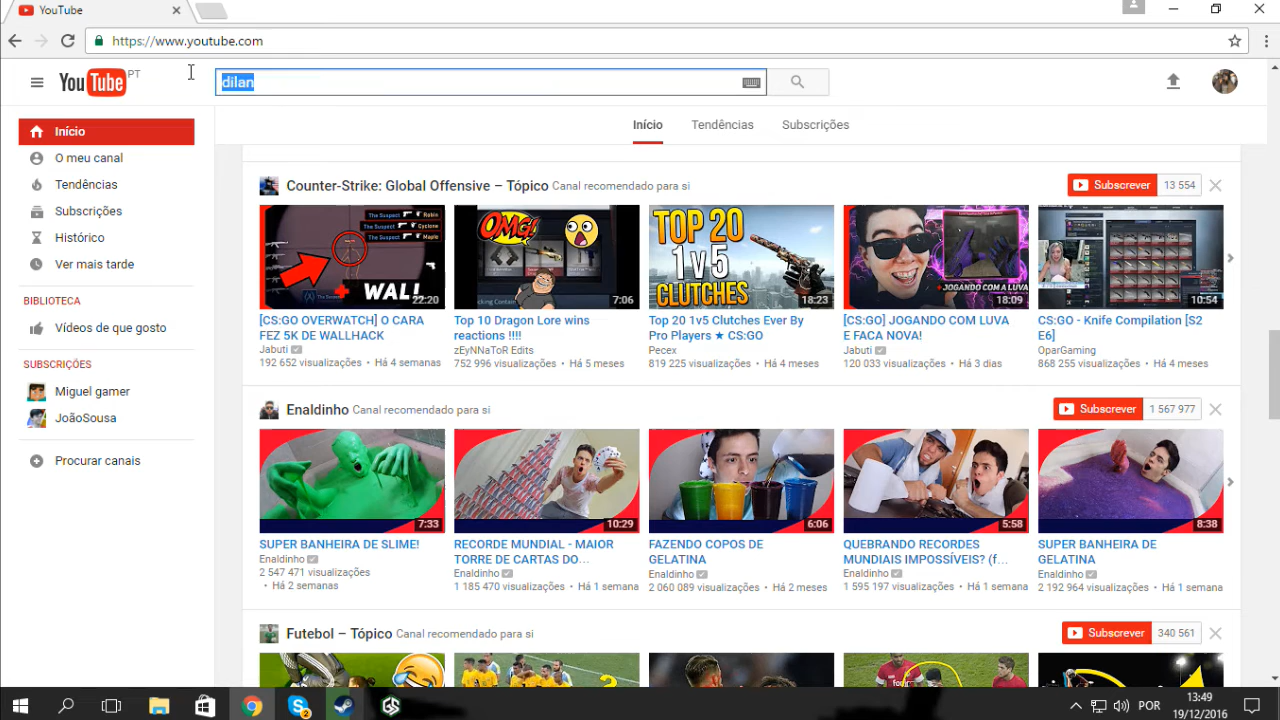 YouTube
https://www.youtube.com
YouTube PT
dilan
Início
Tendências
Subscrições
Início
O meu canal
Tendências
Subscrições
Histórico
Ver mais tarde
BIBLIOTECA
Vídeos de que gosto
SUBSCRIÇÕES
Miguel gamer
JoãoSousa
Procurar canais
Counter-Strike: Global Offensive – Tópico Canal recomendado para si
Subscrever 13 554
The Suspect Robin
The Suspect Cyclone
The Suspect Maple
WAL!
22:20
OMG!
7:06
TOP 20
1 v 5
CLUTCHES
18:23
JOGANDO COM A LUVA
18:09
10:54
[CS:GO OVERWATCH] O CARA
FEZ 5K DE WALLHACK
Jabuti
192 652 visualizações • Há 4 semanas
Top 10 Dragon Lore wins
reactions !!!!
zEyNNaToR Edits
752 996 visualizações • Há 5 meses
Top 20 1v5 Clutches Ever By
Pro Players ★ CS:GO
Pecex
819 225 visualizações • Há 4 meses
[CS:GO] JOGANDO COM LUVA
E FACA NOVA!
Jabuti
120 033 visualizações • Há 3 dias
CS:GO - Knife Compilation [S2
E6]
OparGaming
868 255 visualizações • Há 4 meses
Enaldinho Canal recomendado para si
Subscrever 1 567 977
7:33
10:29
6:06
5:58
8:38
SUPER BANHEIRA DE SLIME!
Enaldinho
2 547 471 visualizações
• Há 2 semanas
RECORDE MUNDIAL - MAIOR
TORRE DE CARTAS DO...
Enaldinho
1 185 470 visualizações • Há 1 semana
FAZENDO COPOS DE
GELATINA
Enaldinho
2 060 089 visualizações • Há 2 meses
QUEBRANDO RECORDES
MUNDIAIS IMPOSSÍVEIS? (f...
Enaldinho
1 595 197 visualizações • Há 1 semana
SUPER BANHEIRA DE
GELATINA
Enaldinho
2 192 964 visualizações • Há 1 semana
Futebol – Tópico Canal recomendado para si
Subscrever 340 561
2
POR
13:49
19/12/2016